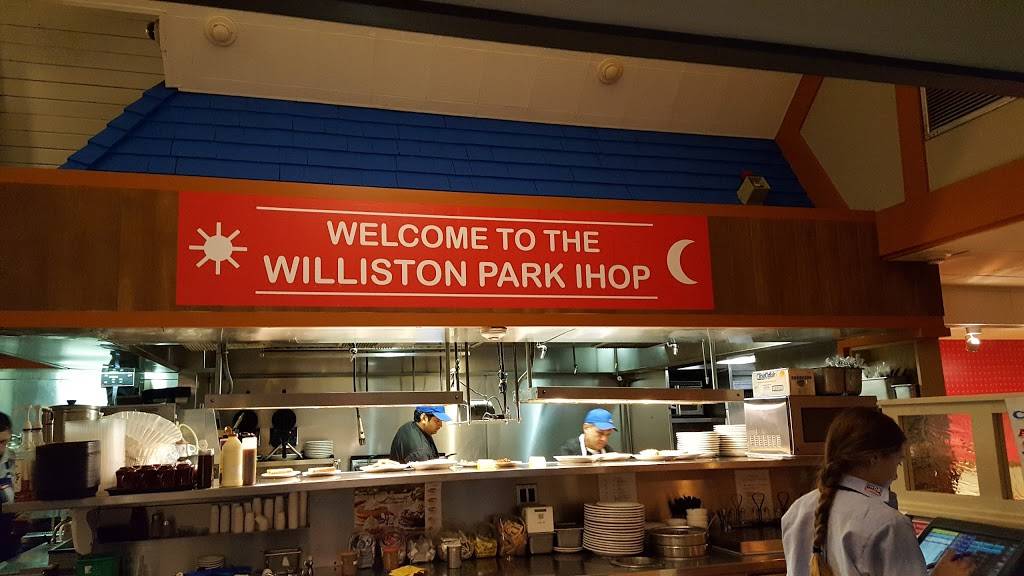 WELCOME TO THE
WILLISTON PARK IHOP